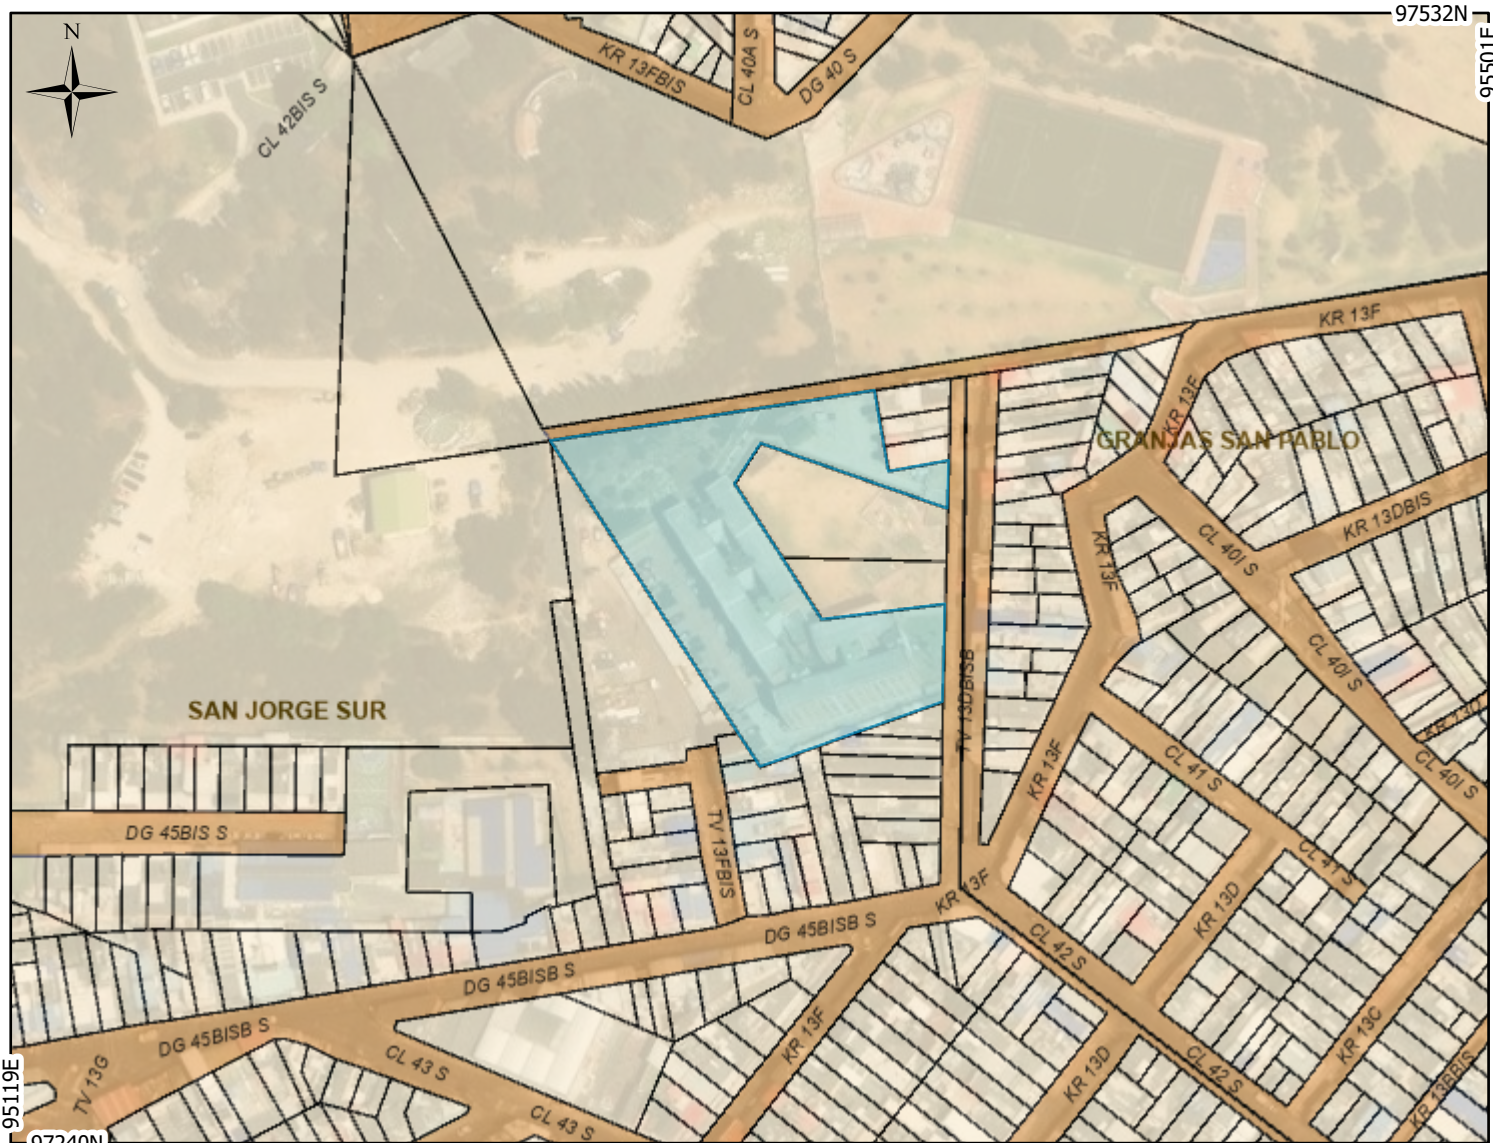 97532N
95501E
N
KR 13FBIS
CL 40A S
DG 40 S
CL 42BIS S
KR 13F
KR 13F
GRANJAS SAN PABLO
KR 13DBIS
CL 40I S
KR 13F
CL 40I S
TV 13DBISB
SAN JORGE SUR
KR 13D
CL 41 S
KR 13F
CL 40I S
DG 45BIS S
TV 13FBIS
CL 41 S
KR 13F
KR 13D
DG 45BISB S
CL 42 S
DG 45BISB S
DG 45BISB S
KR 13F
KR 13C
CL 43 S
KR 13D
CL 42 S
TV 13G
KR 13BBIS
CL 43 S
95119E
97240N